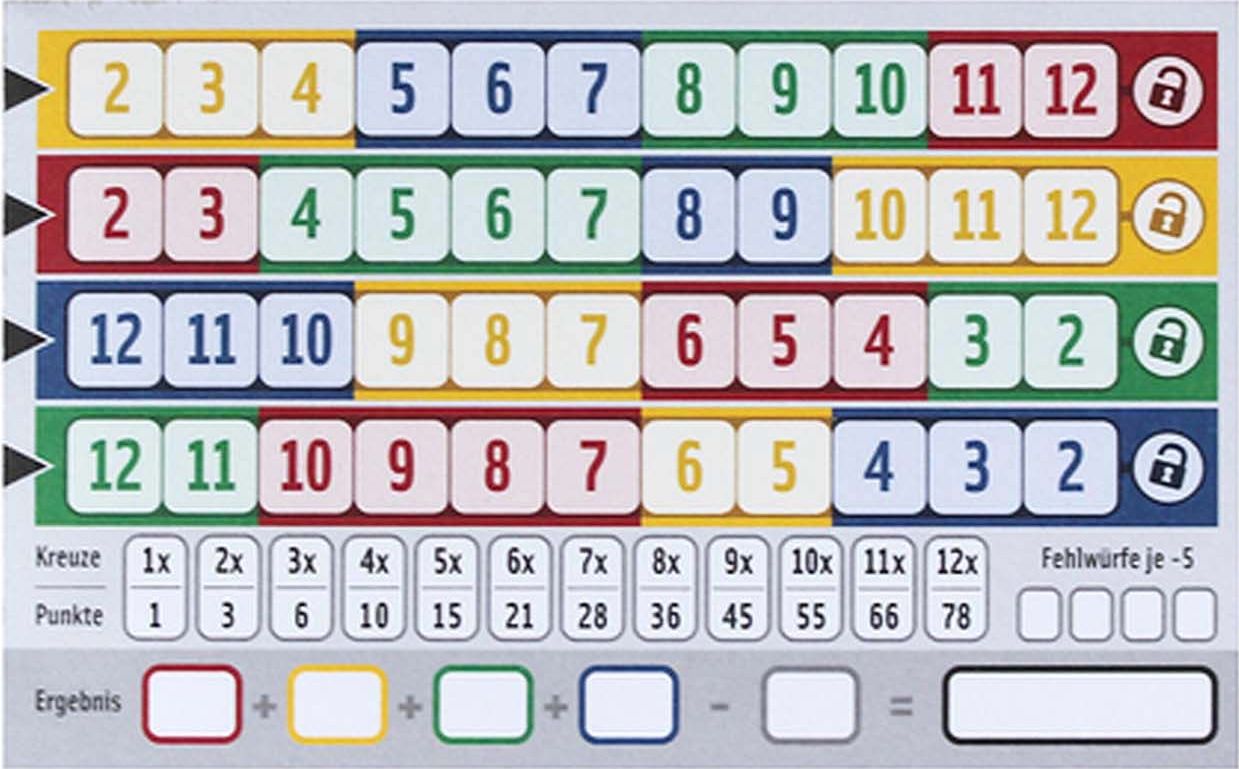 2 3 4 5 6 7 8 9 10 11 12
2 3 4 5 6 7 8 9 10 11 12
12 11 10 9 8 7 6 5 4 3 2
12 11 10 9 8 7 6 5 4 3 2
Kreuze 1x 2x 3x 4x 5x 6x 7x 8x 9x 10x 11x 12x Fehlwürfe je -5
Punkte 1 3 6 10 15 21 28 36 45 55 66 78
Ergebnis + + + - =